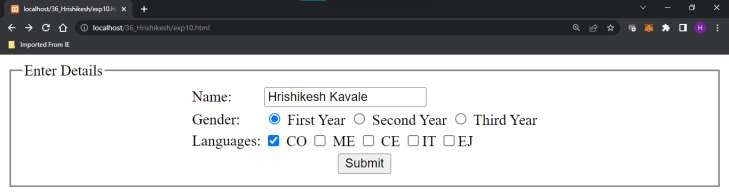 localhost/36_Hrishikesh/exp10.h
localhost/36_Hrishikesh/exp10.html
H
Imported From IE
Enter Details
Name: Hrishikesh Kavale
Gender: First Year Second Year Third Year
Languages: CO ME CE IT EJ
Submit